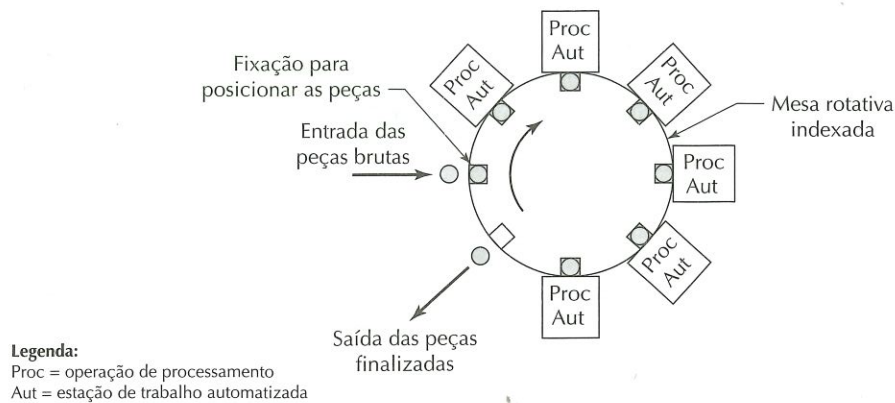 Proc
Aut
Proc
Aut
Proc
Aut
Fixação para
posicionar as peças
Mesa rotativa
indexada
Entrada das
peças brutas
Proc
Aut
Proc
Aut
Proc
Aut
Saída das peças
finalizadas
Legenda:
Proc = operação de processamento
Aut = estação de trabalho automatizada